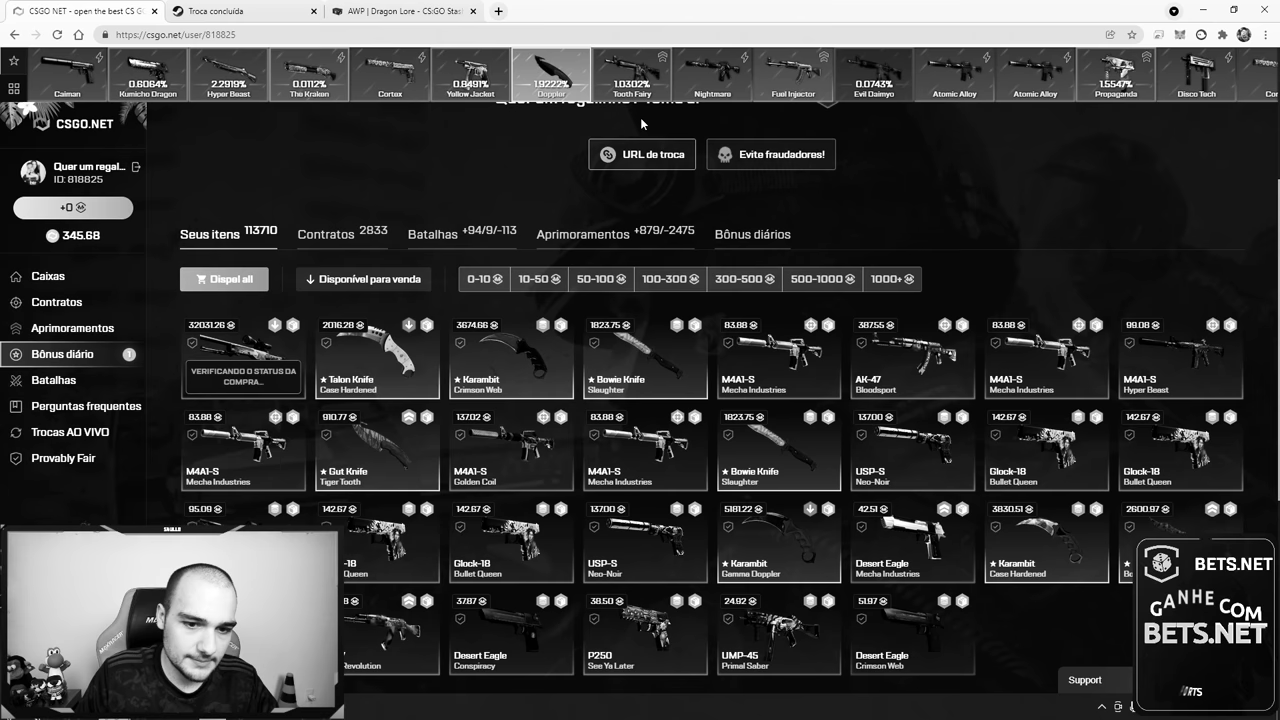 CSGO NET - open the best CS G
Troca concluída
AWP | Dragon Lore - CS:GO Stas
https://csgo.net/user/818825
Caiman
0.6064%
Kumicho Dragon
2.2919%
Hyper Beast
0.0112%
The Kraken
Cortex
0.8491%
Yellow Jacket
1.9222%
Doppler
1.0302%
Tooth Fairy
Nightmare
Fuel Injector
0.0743%
Evil Daimyo
Atomic Alloy
Atomic Alloy
1.5547%
Propaganda
Disco Tech
CSGO.NET
Quer um regal...
ID: 818825
+0
345.68
Caixas
Contratos
Aprimoramentos
Bônus diário 1
Batalhas
Perguntas frequentes
Trocas AO VIVO
Provably Fair
URL de troca
Evite fraudadores!
Seus itens 113710
Contratos 2833
Batalhas +94/9/-113
Aprimoramentos +879/-2475
Bônus diários
Dispel all
Disponível para venda
0-10
10-50
50-100
100-300
300-500
500-1000
1000+
32031.26
VERIFICANDO O STATUS DA
COMPRA...
2016.28
★ Talon Knife
Case Hardened
3674.66
★ Karambit
Crimson Web
1823.75
★ Bowie Knife
Slaughter
83.88
M4A1-S
Mecha Industries
387.55
AK-47
Bloodsport
83.88
M4A1-S
Mecha Industries
99.08
M4A1-S
Hyper Beast
83.88
M4A1-S
Mecha Industries
910.77
★ Gut Knife
Tiger Tooth
137.02
M4A1-S
Golden Coil
83.88
M4A1-S
Mecha Industries
1823.75
★ Bowie Knife
Slaughter
137.00
USP-S
Neo-Noir
142.67
Glock-18
Bullet Queen
142.67
Glock-18
Bullet Queen
95.09
142.67
-18
Queen
142.67
Glock-18
Bullet Queen
137.00
USP-S
Neo-Noir
5181.22
★ Karambit
Gamma Doppler
42.51
Desert Eagle
Mecha Industries
3830.51
★ Karambit
Case Hardened
2600.97
Revolution
37.87
Desert Eagle
Conspiracy
38.50
P250
See Ya Later
24.92
UMP-45
Primal Saber
51.97
Desert Eagle
Crimson Web
BETS.NET
GANHE COM
BETS.NET
Support